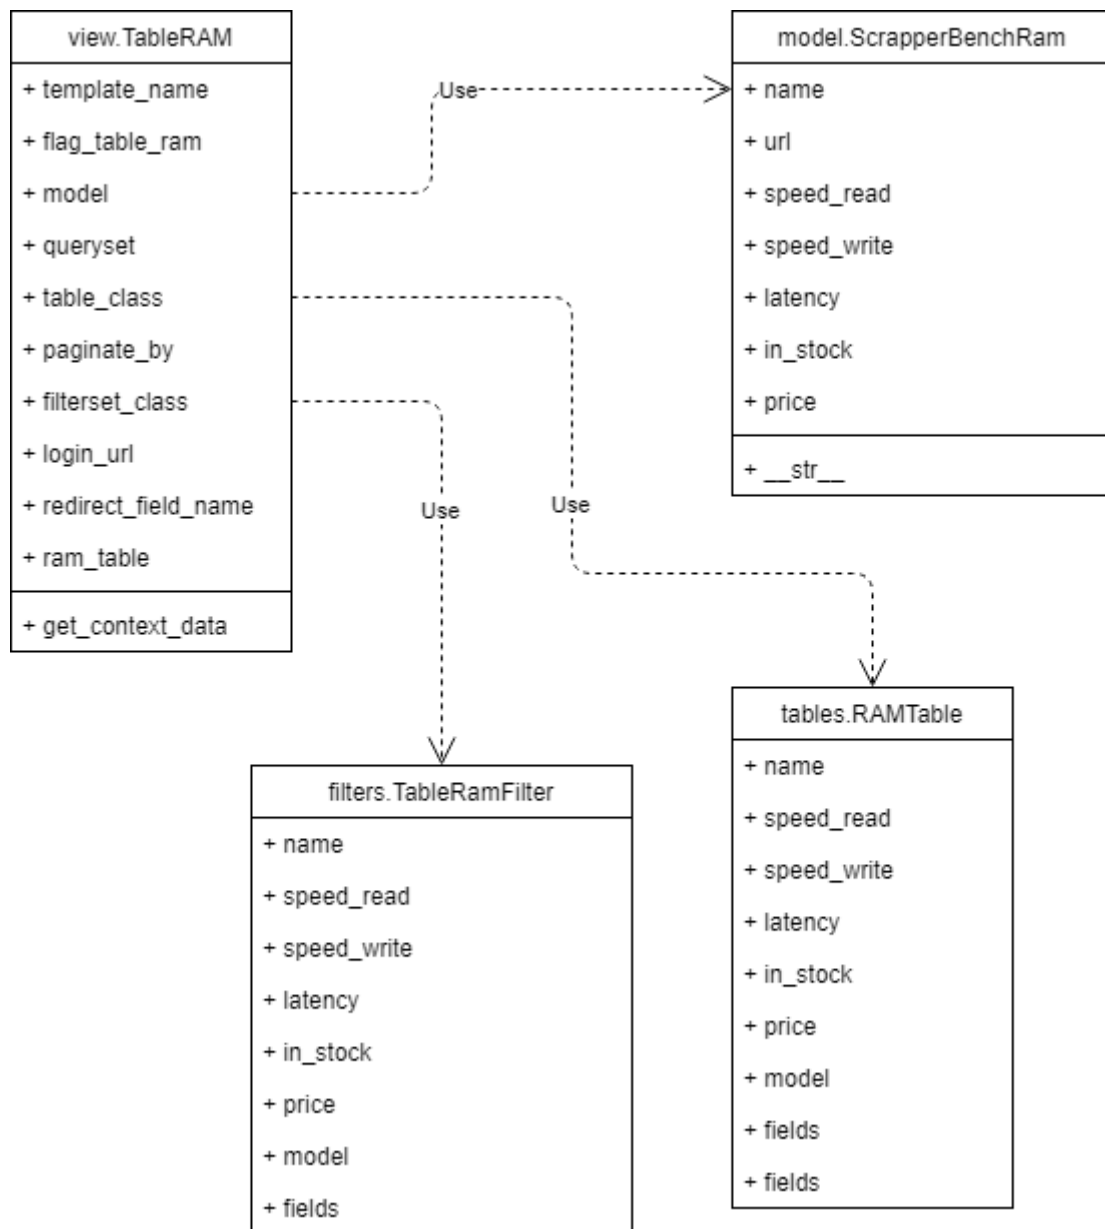 view.TableRAM
+ template_name
+ flag_table_ram
+ model
+ queryset
+ table_class
+ paginate_by
+ filterset_class
+ login_url
+ redirect_field_name
+ ram_table
+ get_context_data
Use
model.ScrapperBenchRam
+ name
+ url
+ speed_read
+ speed_write
+ latency
+ in_stock
+ price
+ __str__
Use
Use
filters.TableRamFilter
+ name
+ speed_read
+ speed_write
+ latency
+ in_stock
+ price
+ model
+ fields
tables.RAMTable
+ name
+ speed_read
+ speed_write
+ latency
+ in_stock
+ price
+ model
+ fields
+ fields